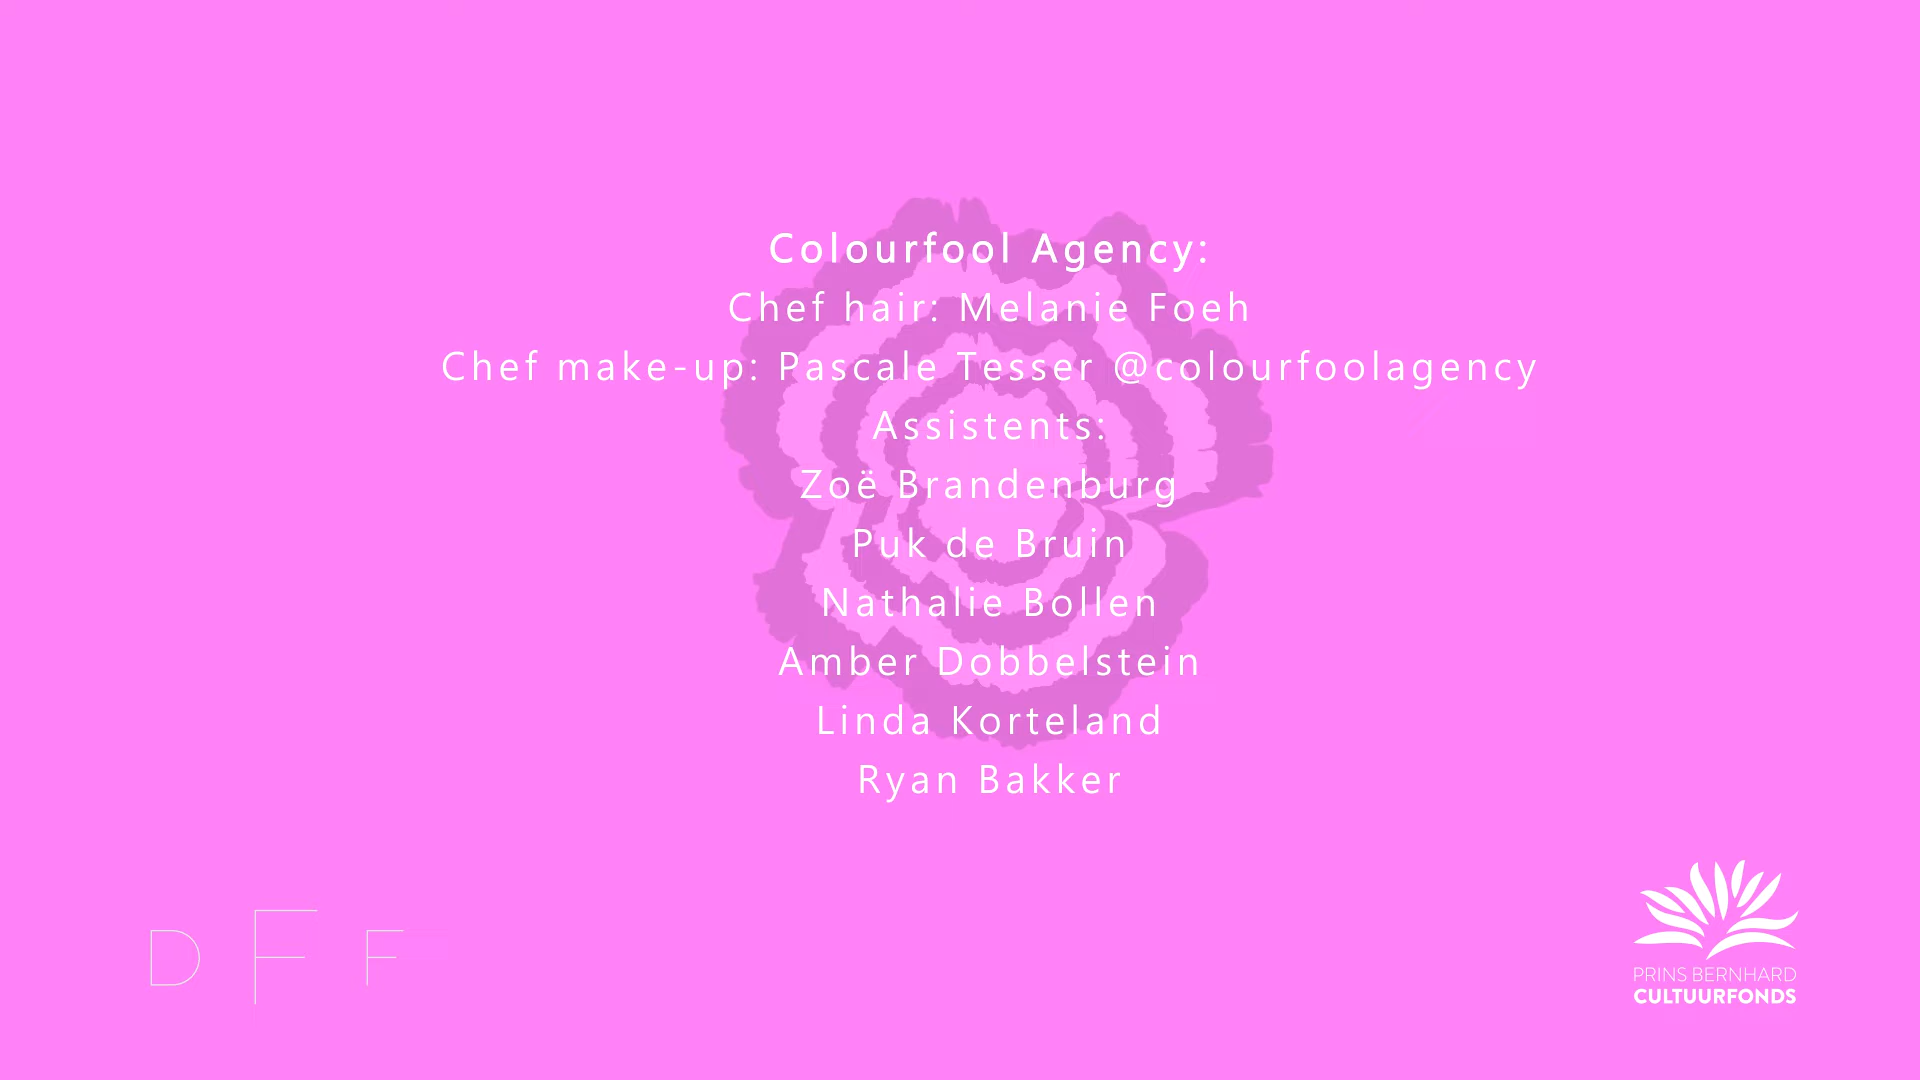 Colourfool Agency:
Chef hair: Melanie Foeh
Chef make-up: Pascale Tesser @colourfoolagency
Assistents:
Zoë Brandenburg
Puk de Bruin
Nathalie Bollen
Amber Dobbelstein
Linda Korteland
Ryan Bakker
D F F
PRINS BERNHARD
CULTUURFONDS